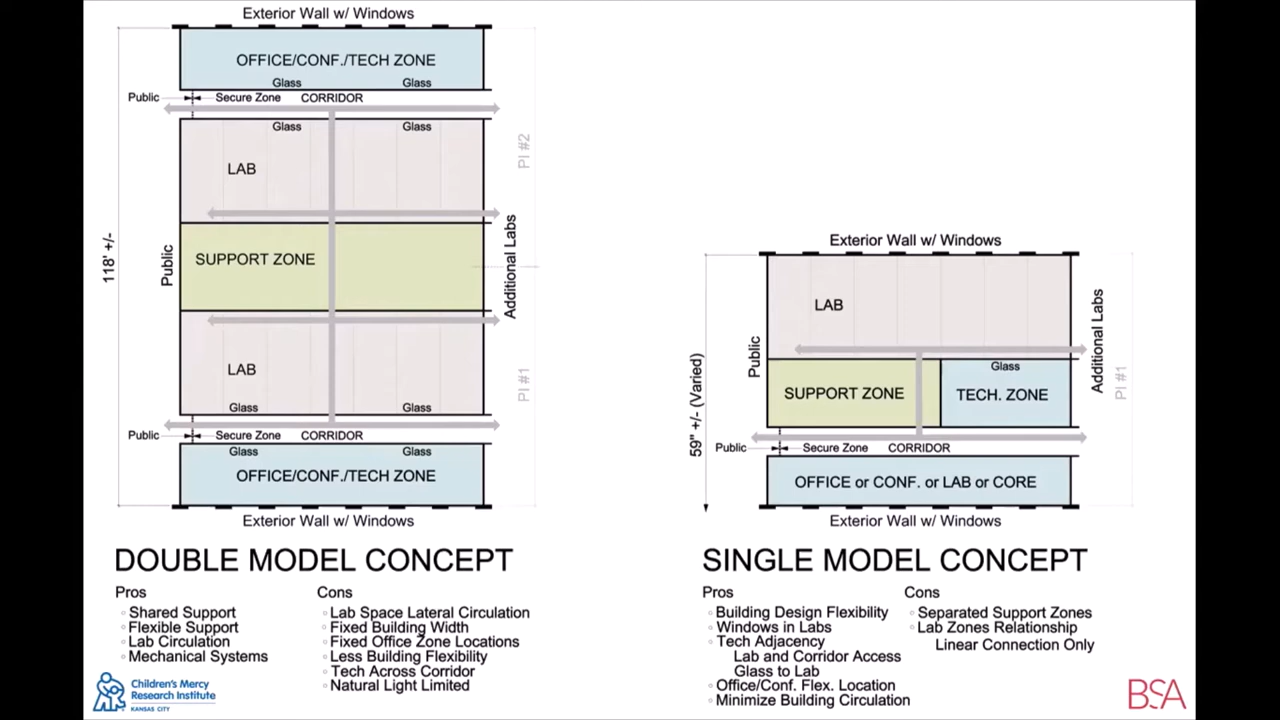 Exterior Wall w/ Windows
OFFICE/CONF./TECH ZONE
Glass Glass
Public Secure Zone CORRIDOR
Glass Glass
PI #2
LAB
118' +/-
Public
SUPPORT ZONE
Additional Labs
LAB
PI #1
Glass Glass
Public Secure Zone CORRIDOR
Glass Glass
OFFICE/CONF./TECH ZONE
Exterior Wall w/ Windows
DOUBLE MODEL CONCEPT
Pros
Shared Support
Flexible Support
Lab Circulation
Mechanical Systems
Cons
Lab Space Lateral Circulation
Fixed Building Width
Fixed Office Zone Locations
Less Building Flexibility
Tech Across Corridor
Natural Light Limited
Children's Mercy
Research Institute
KANSAS CITY
Exterior Wall w/ Windows
LAB
Public
Additional Labs
59" +/- (Varied)
Glass
SUPPORT ZONE
TECH. ZONE
PI #1
Public Secure Zone CORRIDOR
OFFICE or CONF. or LAB or CORE
Exterior Wall w/ Windows
SINGLE MODEL CONCEPT
Pros
Building Design Flexibility
Windows in Labs
Tech Adjacency
Lab and Corridor Access
Glass to Lab
Office/Conf. Flex. Location
Minimize Building Circulation
Cons
Separated Support Zones
Lab Zones Relationship
Linear Connection Only
BSA